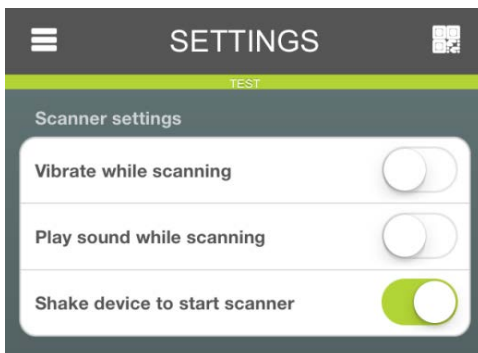 SETTINGS
TEST
Scanner settings
Vibrate while scanning
Play sound while scanning
Shake device to start scanner